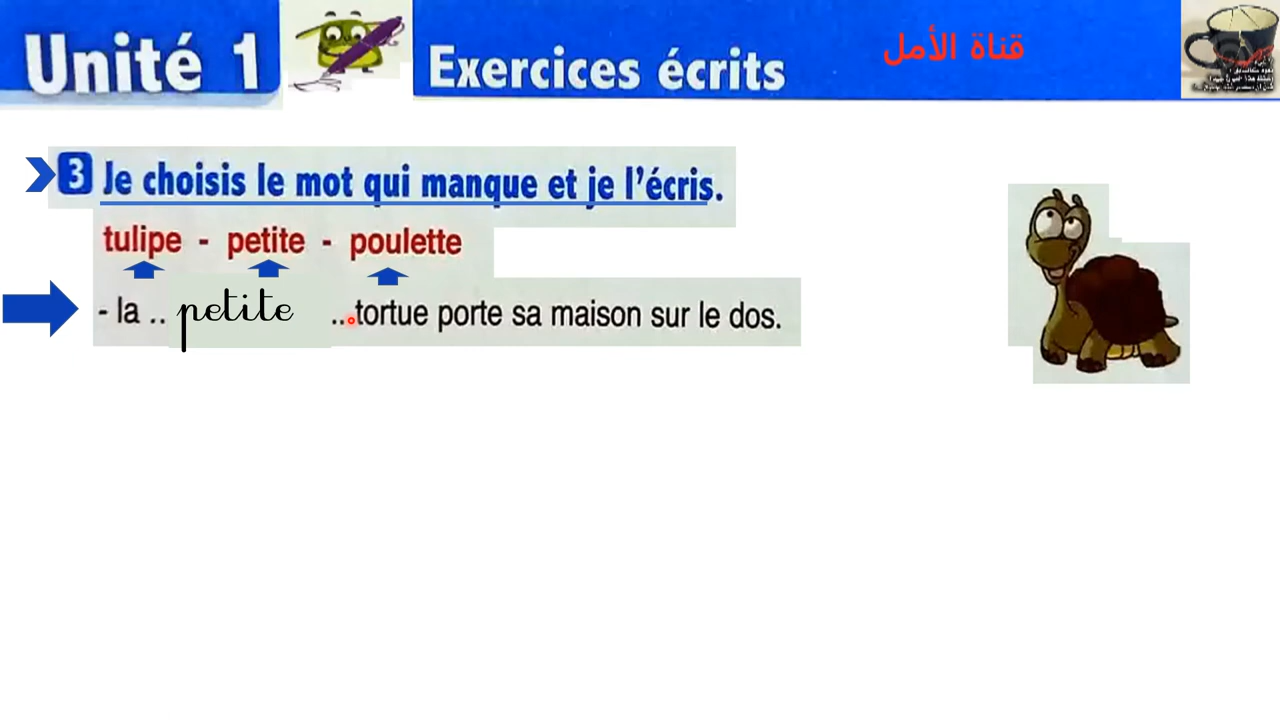 Unité 1
Exercices écrits
قناة الأمل
3 Je choisis le mot qui manque et je l'écris.
tulipe - petite - poulette
- la .. petite ...tortue porte sa maison sur le dos.